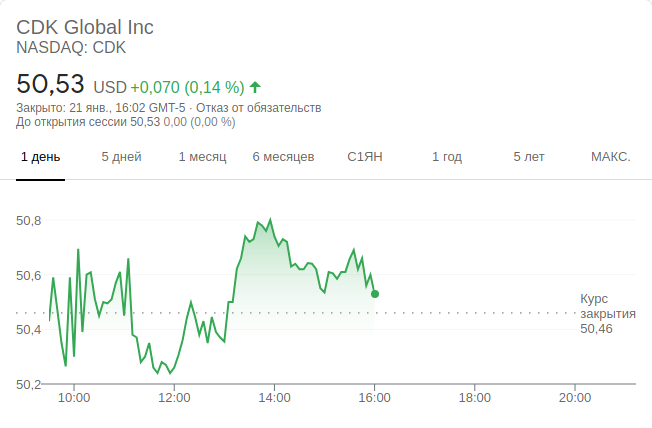 CDK Global Inc
NASDAQ: CDK
50,53 USD +0,070 (0,14 %)
Закрыто: 21 янв., 16:02 GMT-5 · Отказ от обязательств
До открытия сессии 50,53 0,00 (0,00 %)
1 день 5 дней 1 месяц 6 месяцев С1ЯН 1 год 5 лет МАКС.
50,8
50,6
Курс
закрытия
50,46
50,4
50,2
10:00 12:00 14:00 16:00 18:00 20:00